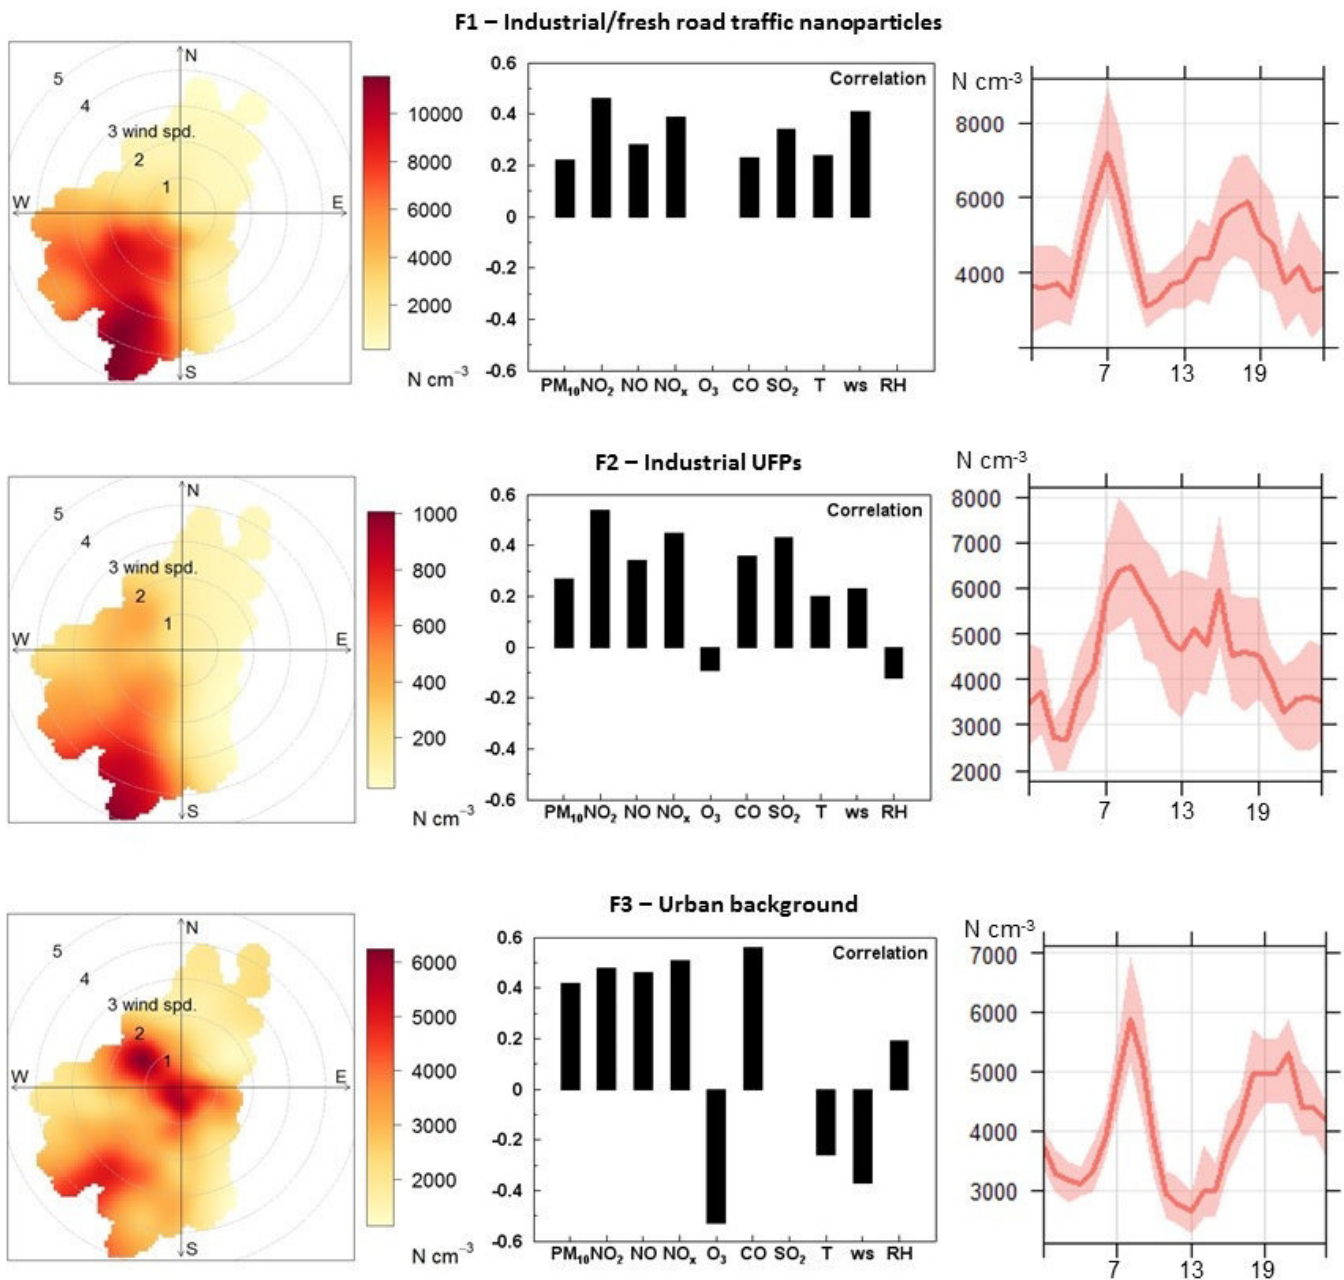 F1 – Industrial/fresh road traffic nanoparticles
N
5
4
3 wind spd.
2
1
W
E
S
10000
8000
6000
4000
2000
N cm⁻³
0.6
0.4
0.2
0
-0.2
-0.4
-0.6
Correlation
PM₁₀ NO₂ NO NOₓ O₃ CO SO₂ T ws RH
N cm⁻³
8000
6000
4000
7 13 19
F2 – Industrial UFPs
N
5
4
3 wind spd.
2
1
W
E
S
1000
800
600
400
200
N cm⁻³
0.6
0.4
0.2
0
-0.2
-0.4
-0.6
Correlation
PM₁₀ NO₂ NO NOₓ O₃ CO SO₂ T ws RH
N cm⁻³
8000
7000
6000
5000
4000
3000
2000
7 13 19
F3 – Urban background
N
5
4
3 wind spd.
2
1
W
E
S
6000
5000
4000
3000
2000
N cm⁻³
0.6
0.4
0.2
0
-0.2
-0.4
-0.6
Correlation
PM₁₀ NO₂ NO NOₓ O₃ CO SO₂ T ws RH
N cm⁻³
7000
6000
5000
4000
3000
7 13 19